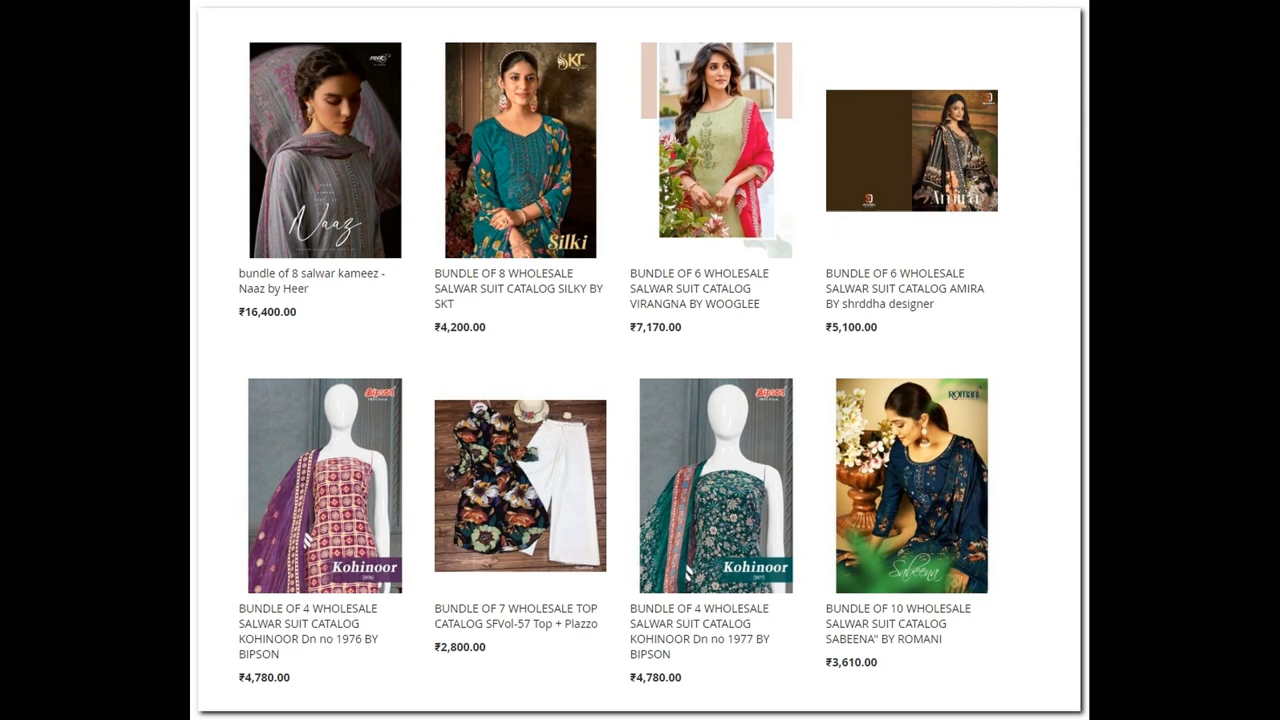 SKT
Naaz
Silki
Amira
bundle of 8 salwar kameez -
Naaz by Heer
₹16,400.00
BUNDLE OF 8 WHOLESALE
SALWAR SUIT CATALOG SILKY BY
SKT
₹4,200.00
BUNDLE OF 6 WHOLESALE
SALWAR SUIT CATALOG
VIRANGNA BY WOOGLEE
₹7,170.00
BUNDLE OF 6 WHOLESALE
SALWAR SUIT CATALOG AMIRA
BY shrddha designer
₹5,100.00
Bipson
Kohinoor
(1976)
Bipson
Kohinoor
(1977)
ROMANI
Sabeena
BUNDLE OF 4 WHOLESALE
SALWAR SUIT CATALOG
KOHINOOR Dn no 1976 BY
BIPSON
₹4,780.00
BUNDLE OF 7 WHOLESALE TOP
CATALOG SFVol-57 Top + Plazzo
₹2,800.00
BUNDLE OF 4 WHOLESALE
SALWAR SUIT CATALOG
KOHINOOR Dn no 1977 BY
BIPSON
₹4,780.00
BUNDLE OF 10 WHOLESALE
SALWAR SUIT CATALOG
SABEENA" BY ROMANI
₹3,610.00